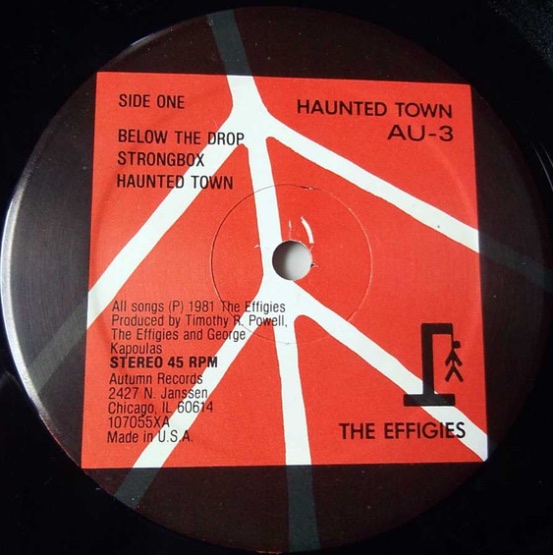 SIDE ONE
HAUNTED TOWN
AU-3
BELOW THE DROP
STRONGBOX
HAUNTED TOWN
All songs (P) 1981 The Effigies
Produced by Timothy R. Powell,
The Effigies and George
Kapoulas
STEREO 45 RPM
Autumn Records
2427 N. Janssen
Chicago, IL 60614
107055XA
Made in U.S.A.
THE EFFIGIES